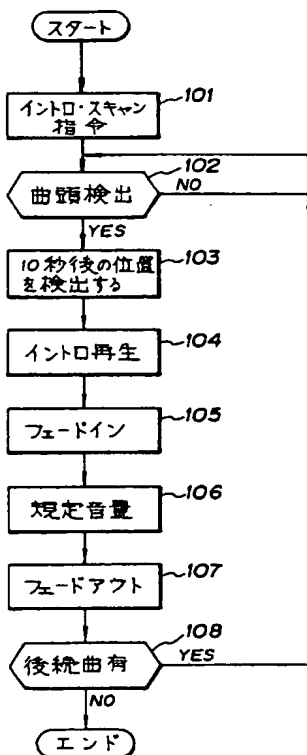 スタート
イントロ・スキャン
指令
101
曲頭検出
102
NO
YES
10秒後の位置
を検出する
103
イントロ再生
104
フェードイン
105
規定音量
106
フェードアウト
107
後続曲有
108
YES
NO
エンド